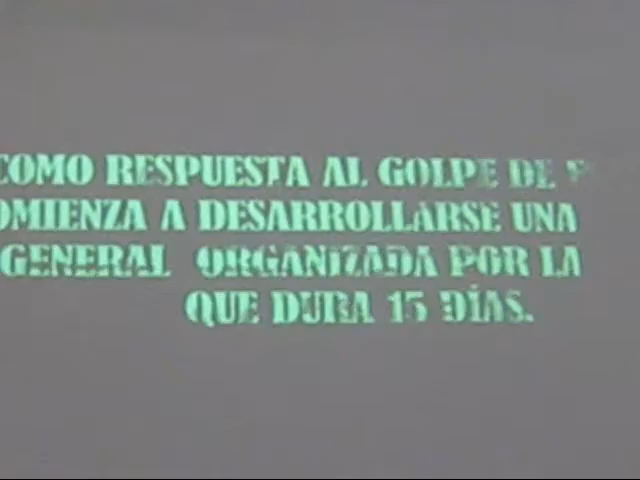 COMO RESPUESTA AL GOLPE DE
OMIENZA A DESARROLLARSE UNA
GENERAL ORGANIZADA POR LA
QUE DURA 15 DÍAS.